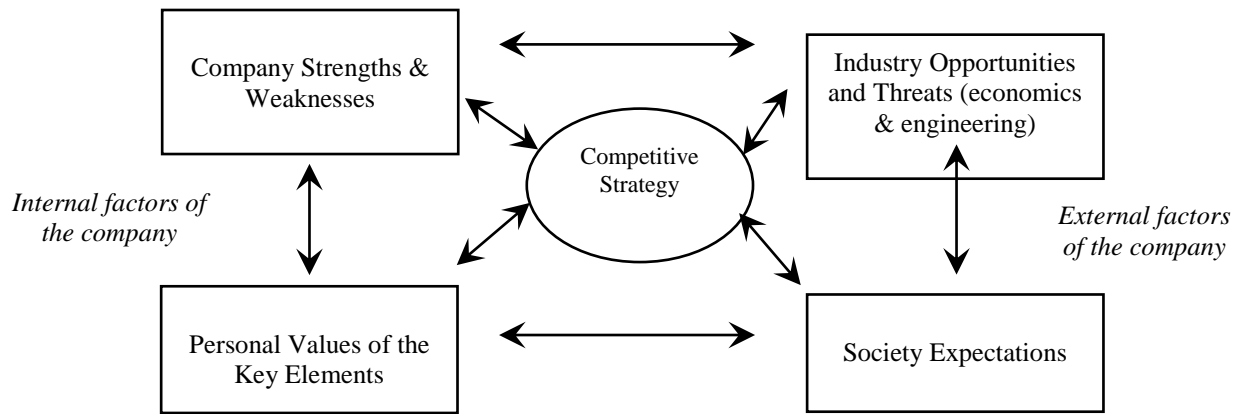 Company Strengths &
Weaknesses
Industry Opportunities
and Threats (economics
& engineering)
Competitive
Strategy
Internal factors of
the company
External factors
of the company
Personal Values of the
Key Elements
Society Expectations